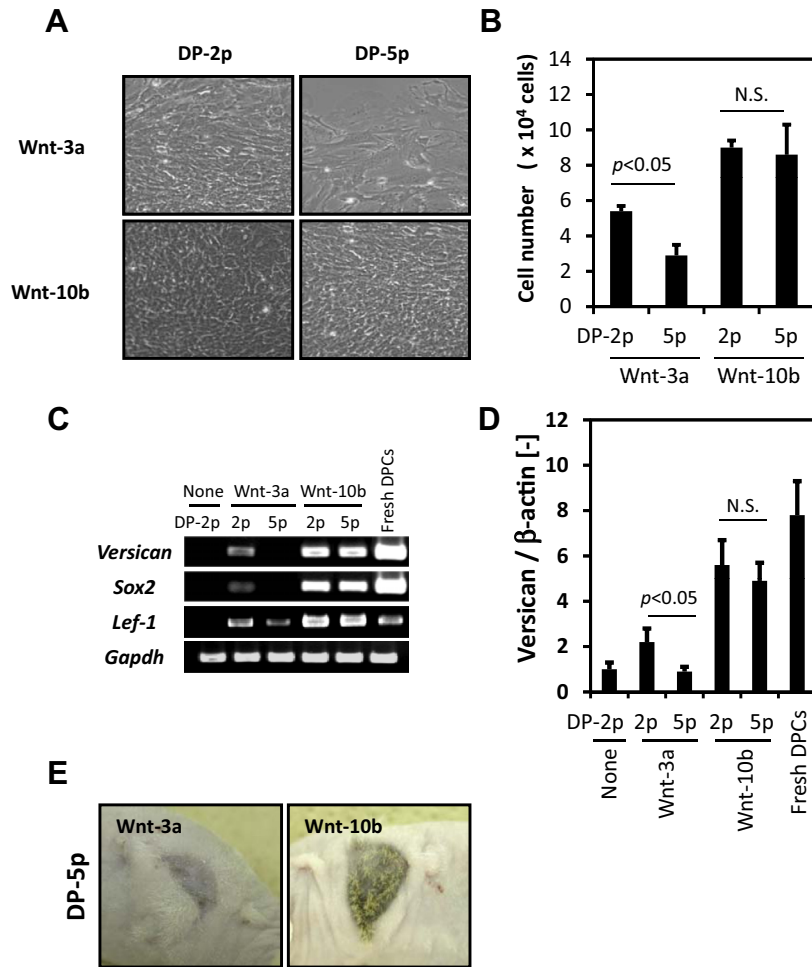 A
DP-2p DP-5p
Wnt-3a
Wnt-10b
B
Cell number ( x 10⁴ cells)
14
12
10
8
6
4
2
0
p<0.05
N.S.
DP-2p 5p 2p 5p
Wnt-3a Wnt-10b
C
None Wnt-3a Wnt-10b Fresh DPCs
DP-2p 2p 5p 2p 5p
Versican
Sox2
Lef-1
Gapdh
D
Versican / β-actin [-]
12
10
8
6
4
2
0
p<0.05
N.S.
DP-2p 2p 5p 2p 5p
None
Wnt-3a
Wnt-10b
Fresh DPCs
E
DP-5p
Wnt-3a Wnt-10b